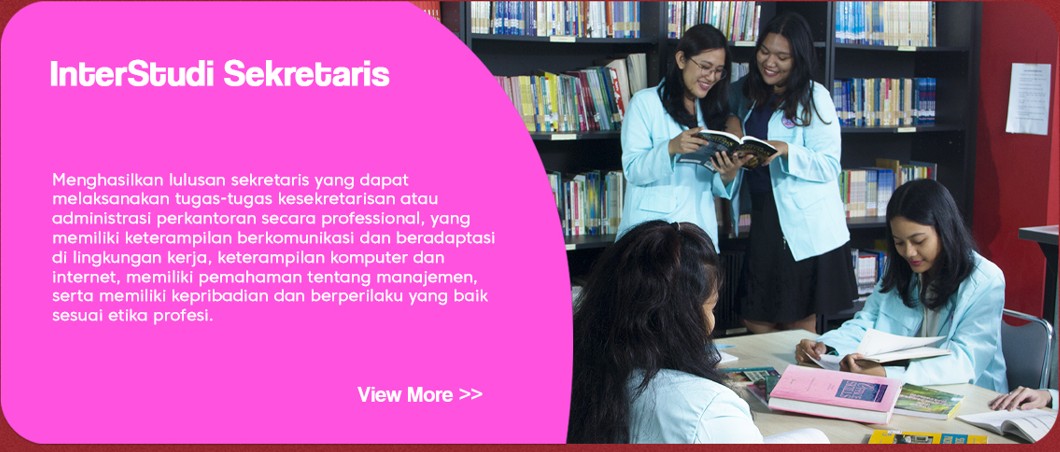 InterStudi Sekretaris
Menghasilkan lulusan sekretaris yang dapat
melaksanakan tugas-tugas kesekretarisan atau
administrasi perkantoran secara professional, yang
memiliki keterampilan berkomunikasi dan beradaptasi
di lingkungan kerja, keterampilan komputer dan
internet, memiliki pemahaman tentang manajemen,
serta memiliki kepribadian dan berperilaku yang baik
sesuai etika profesi.
View More >>